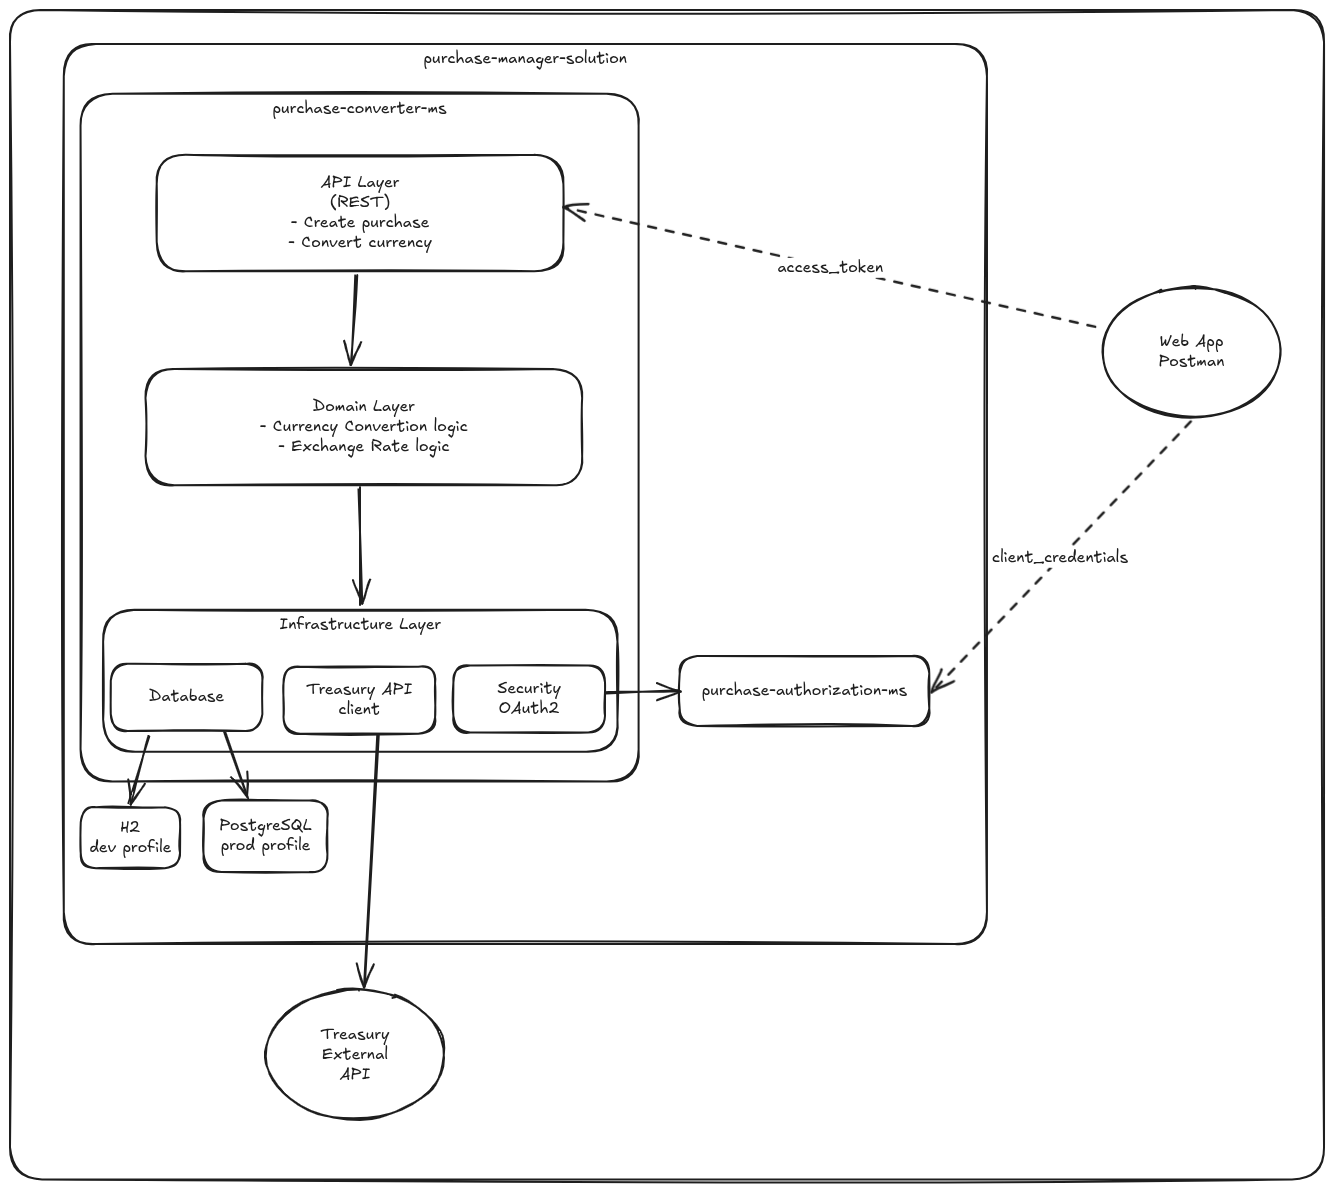 purchase-manager-solution
purchase-converter-ms
API Layer
(REST)
- Create purchase
- Convert currency
access_token
Web App
Postman
Domain Layer
- Currency Convertion logic
- Exchange Rate logic
client_credentials
Infrastructure Layer
Database
Treasury API
client
Security
OAuth2
purchase-authorization-ms
H2
dev profile
PostgreSQL
prod profile
Treasury
External
API